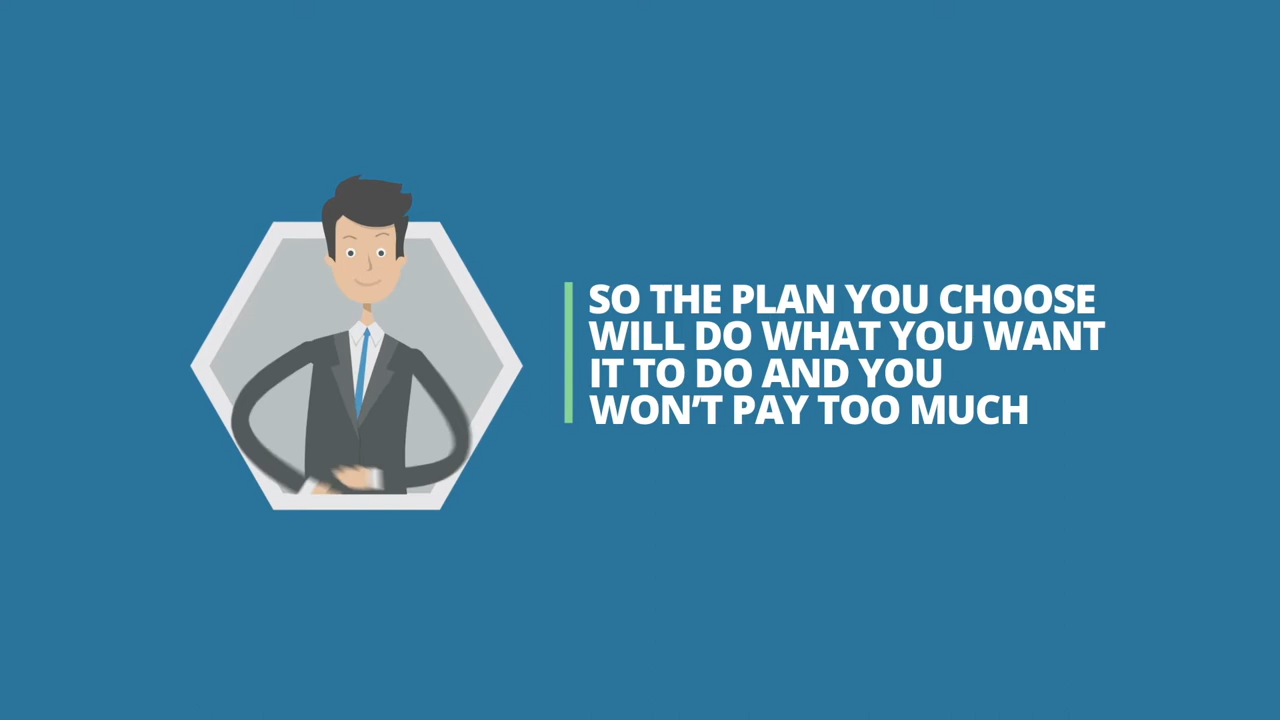 SO THE PLAN YOU CHOOSE
WILL DO WHAT YOU WANT
IT TO DO AND YOU
WON’T PAY TOO MUCH